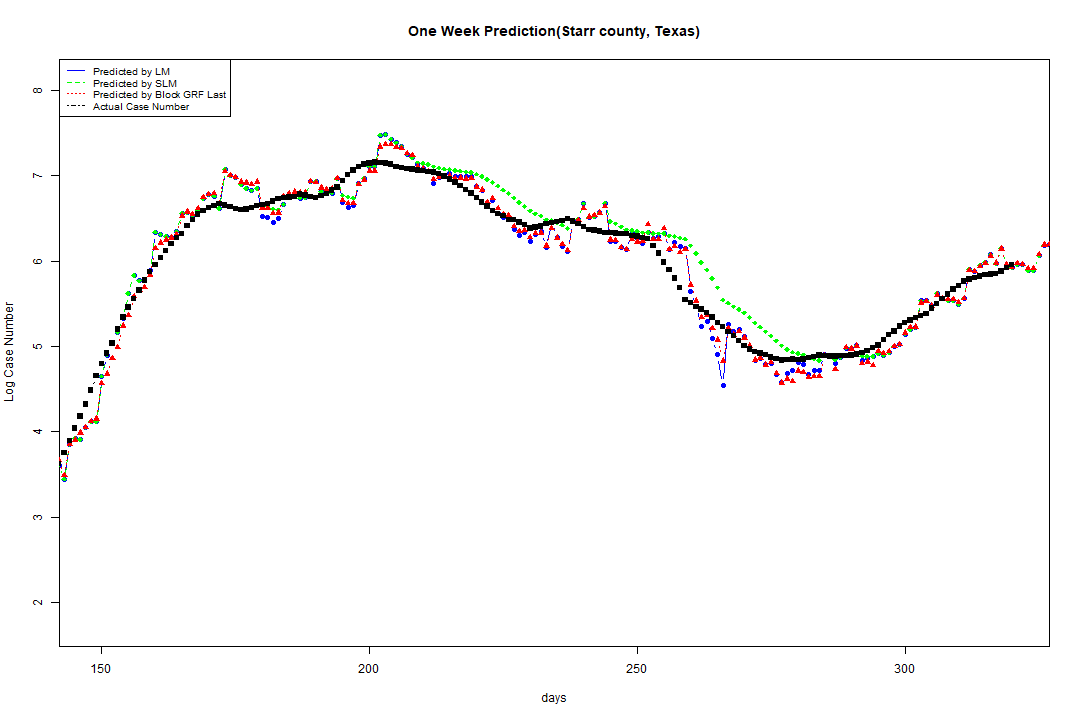 One Week Prediction(Starr county, Texas)
Predicted by LM
Predicted by SLM
Predicted by Block GRF Last
Actual Case Number
8
7
6
5
4
3
2
Log Case Number
150
200
250
300
days